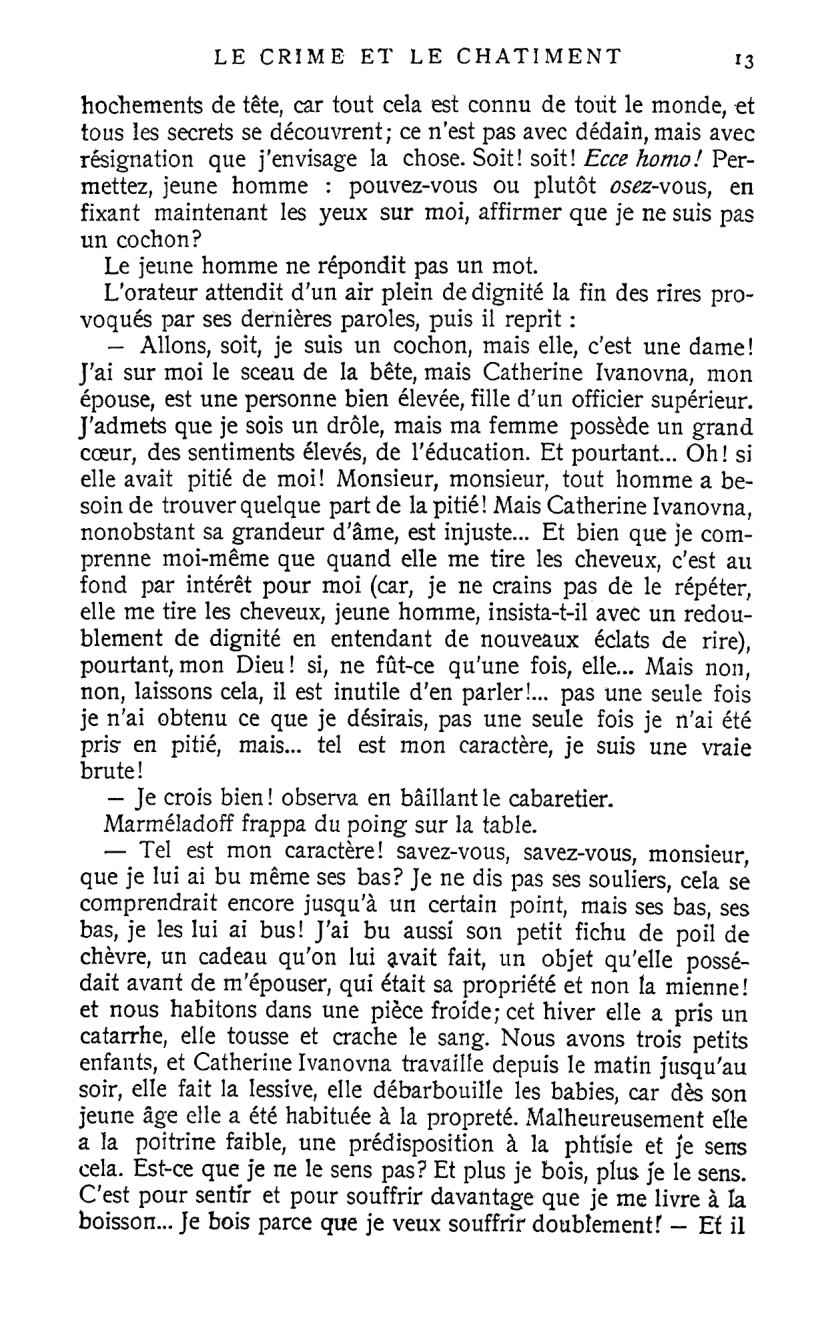 LE CRIME ET LE CHATIMENT 13
hochements de tête, car tout cela est connu de tout le monde, et
tous les secrets se découvrent; ce n'est pas avec dédain, mais avec
résignation que j'envisage la chose. Soit! soit! Ecce homo! Per-
mettez, jeune homme : pouvez-vous ou plutôt osez-vous, en
fixant maintenant les yeux sur moi, affirmer que je ne suis pas
un cochon?
Le jeune homme ne répondit pas un mot.
L'orateur attendit d'un air plein de dignité la fin des rires pro-
voqués par ses dernières paroles, puis il reprit :
— Allons, soit, je suis un cochon, mais elle, c'est une dame!
J'ai sur moi le sceau de la bête, mais Catherine Ivanovna, mon
épouse, est une personne bien élevée, fille d'un officier supérieur.
J'admets que je sois un drôle, mais ma femme possède un grand
cœur, des sentiments élevés, de l'éducation. Et pourtant... Oh! si
elle avait pitié de moi! Monsieur, monsieur, tout homme a be-
soin de trouver quelque part de la pitié! Mais Catherine Ivanovna,
nonobstant sa grandeur d'âme, est injuste... Et bien que je com-
prenne moi-même que quand elle me tire les cheveux, c'est au
fond par intérêt pour moi (car, je ne crains pas de le répéter,
elle me tire les cheveux, jeune homme, insista-t-il avec un redou-
blement de dignité en entendant de nouveaux éclats de rire),
pourtant, mon Dieu! si, ne fût-ce qu'une fois, elle... Mais non,
non, laissons cela, il est inutile d'en parler!... pas une seule fois
je n'ai obtenu ce que je désirais, pas une seule fois je n'ai été
pris en pitié, mais... tel est mon caractère, je suis une vraie
brute!
— Je crois bien! observa en bâillant le cabaretier.
Marméladoff frappa du poing sur la table.
— Tel est mon caractère! savez-vous, savez-vous, monsieur,
que je lui ai bu même ses bas? Je ne dis pas ses souliers, cela se
comprendrait encore jusqu'à un certain point, mais ses bas, ses
bas, je les lui ai bus! J'ai bu aussi son petit fichu de poil de
chèvre, un cadeau qu'on lui avait fait, un objet qu'elle possé-
dait avant de m'épouser, qui était sa propriété et non la mienne!
et nous habitons dans une pièce froide; cet hiver elle a pris un
catarrhe, elle tousse et crache le sang. Nous avons trois petits
enfants, et Catherine Ivanovna travaille depuis le matin jusqu'au
soir, elle fait la lessive, elle débarbouille les babies, car dès son
jeune âge elle a été habituée à la propreté. Malheureusement elle
a la poitrine faible, une prédisposition à la phtisie et je sens
cela. Est-ce que je ne le sens pas? Et plus je bois, plus je le sens.
C'est pour sentir et pour souffrir davantage que je me livre à la
boisson... Je bois parce que je veux souffrir doublement! — Et il